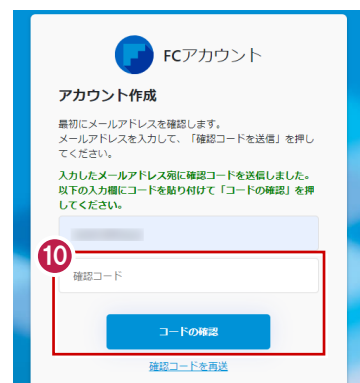 FCアカウント
アカウント作成
最初にメールアドレスを確認します。
メールアドレスを入力して、「確認コードを送信」を押し
てください。
入力したメールアドレス宛に確認コードを送信しました。
以下の入力欄にコードを貼り付けて「コードの確認」を押
してください。
10
確認コード
コードの確認
確認コードを再送